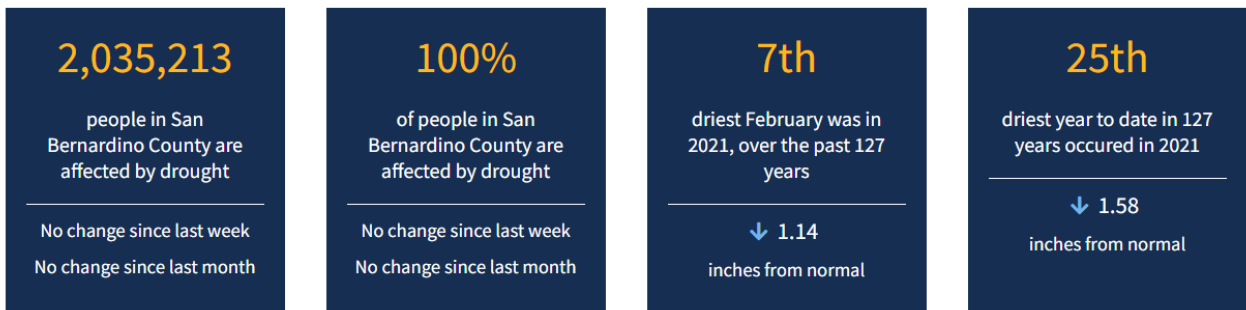 2,035,213
people in San
Bernardino County are
affected by drought
No change since last week
No change since last month
100%
of people in San
Bernardino County are
affected by drought
No change since last week
No change since last month
7th
driest February was in
2021, over the past 127
years
↓ 1.14
inches from normal
25th
driest year to date in 127
years occured in 2021
↓ 1.58
inches from normal